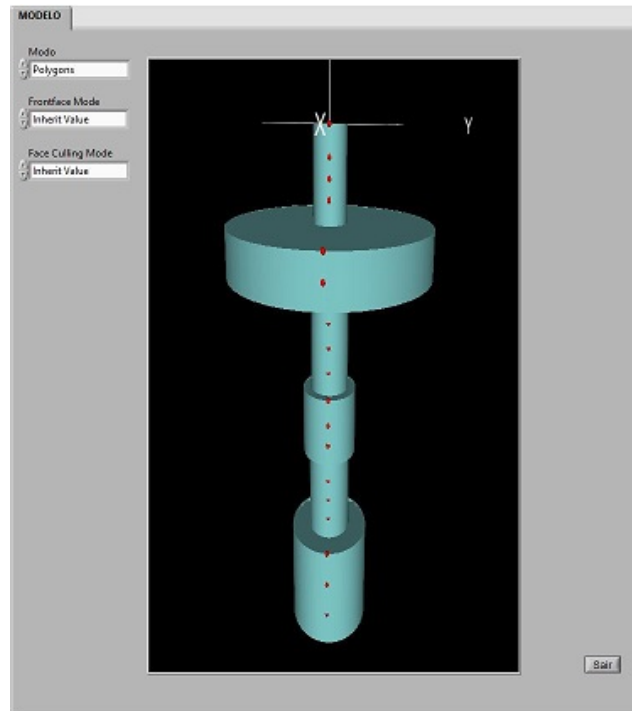 MODELO
Modo
Polygons
Frontface Mode
Inherit Value
Face Culling Mode
Inherit Value
X
Y
Sair